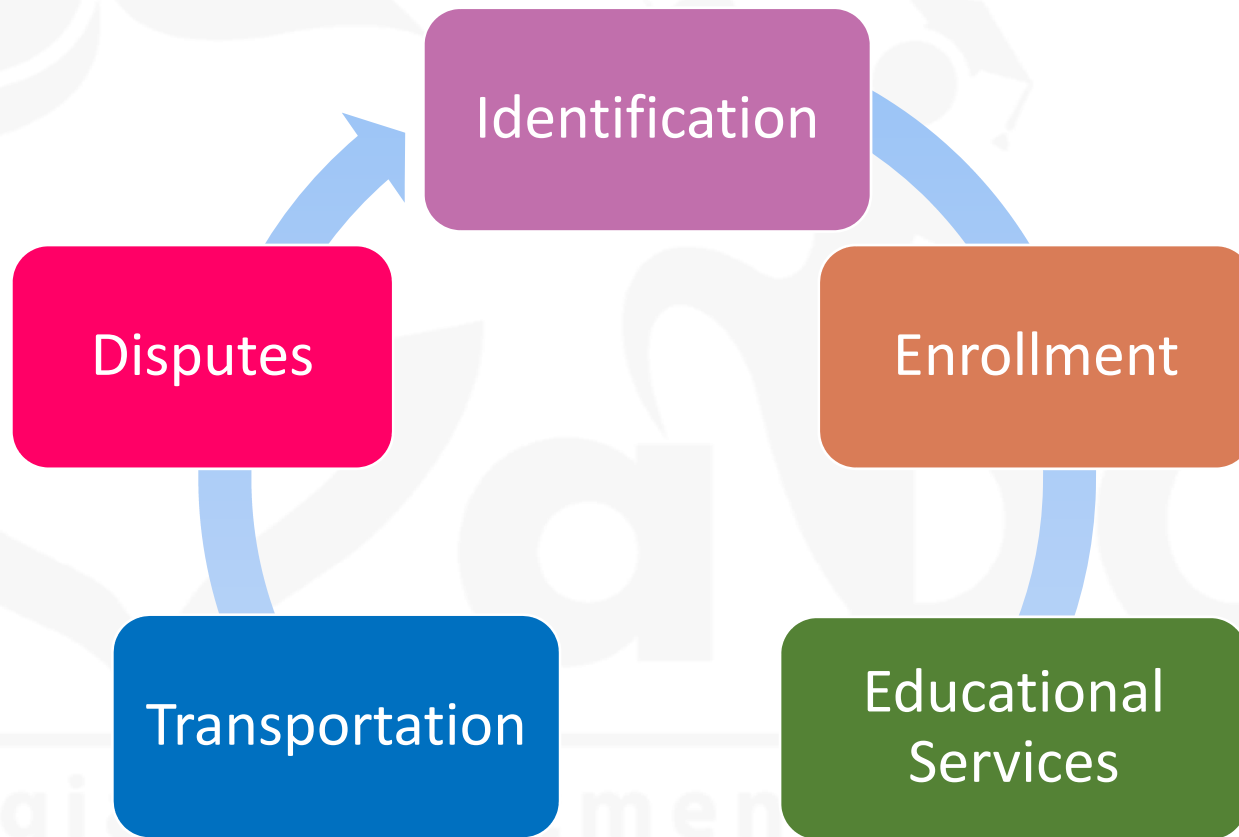 Identification
Enrollment
Educational
Services
Transportation
Disputes